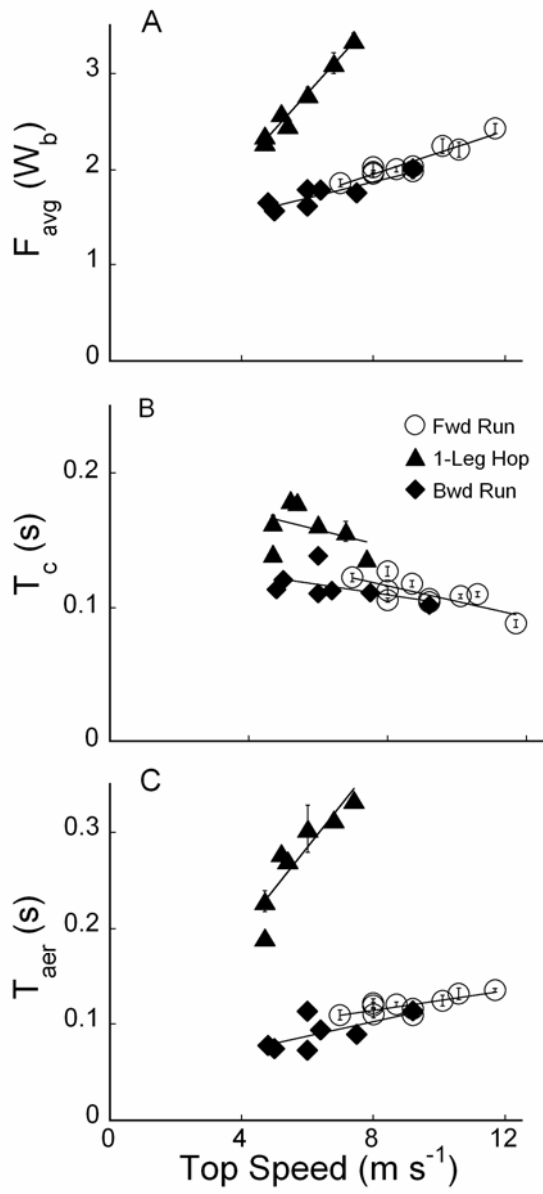 A
3
2
1
0
F_avg (W_b)
B
Fwd Run
1-Leg Hop
Bwd Run
0.2
0.1
0
T_c (s)
C
0.3
0.2
0.1
0
T_aer (s)
0 4 8 12
Top Speed (m s⁻¹)